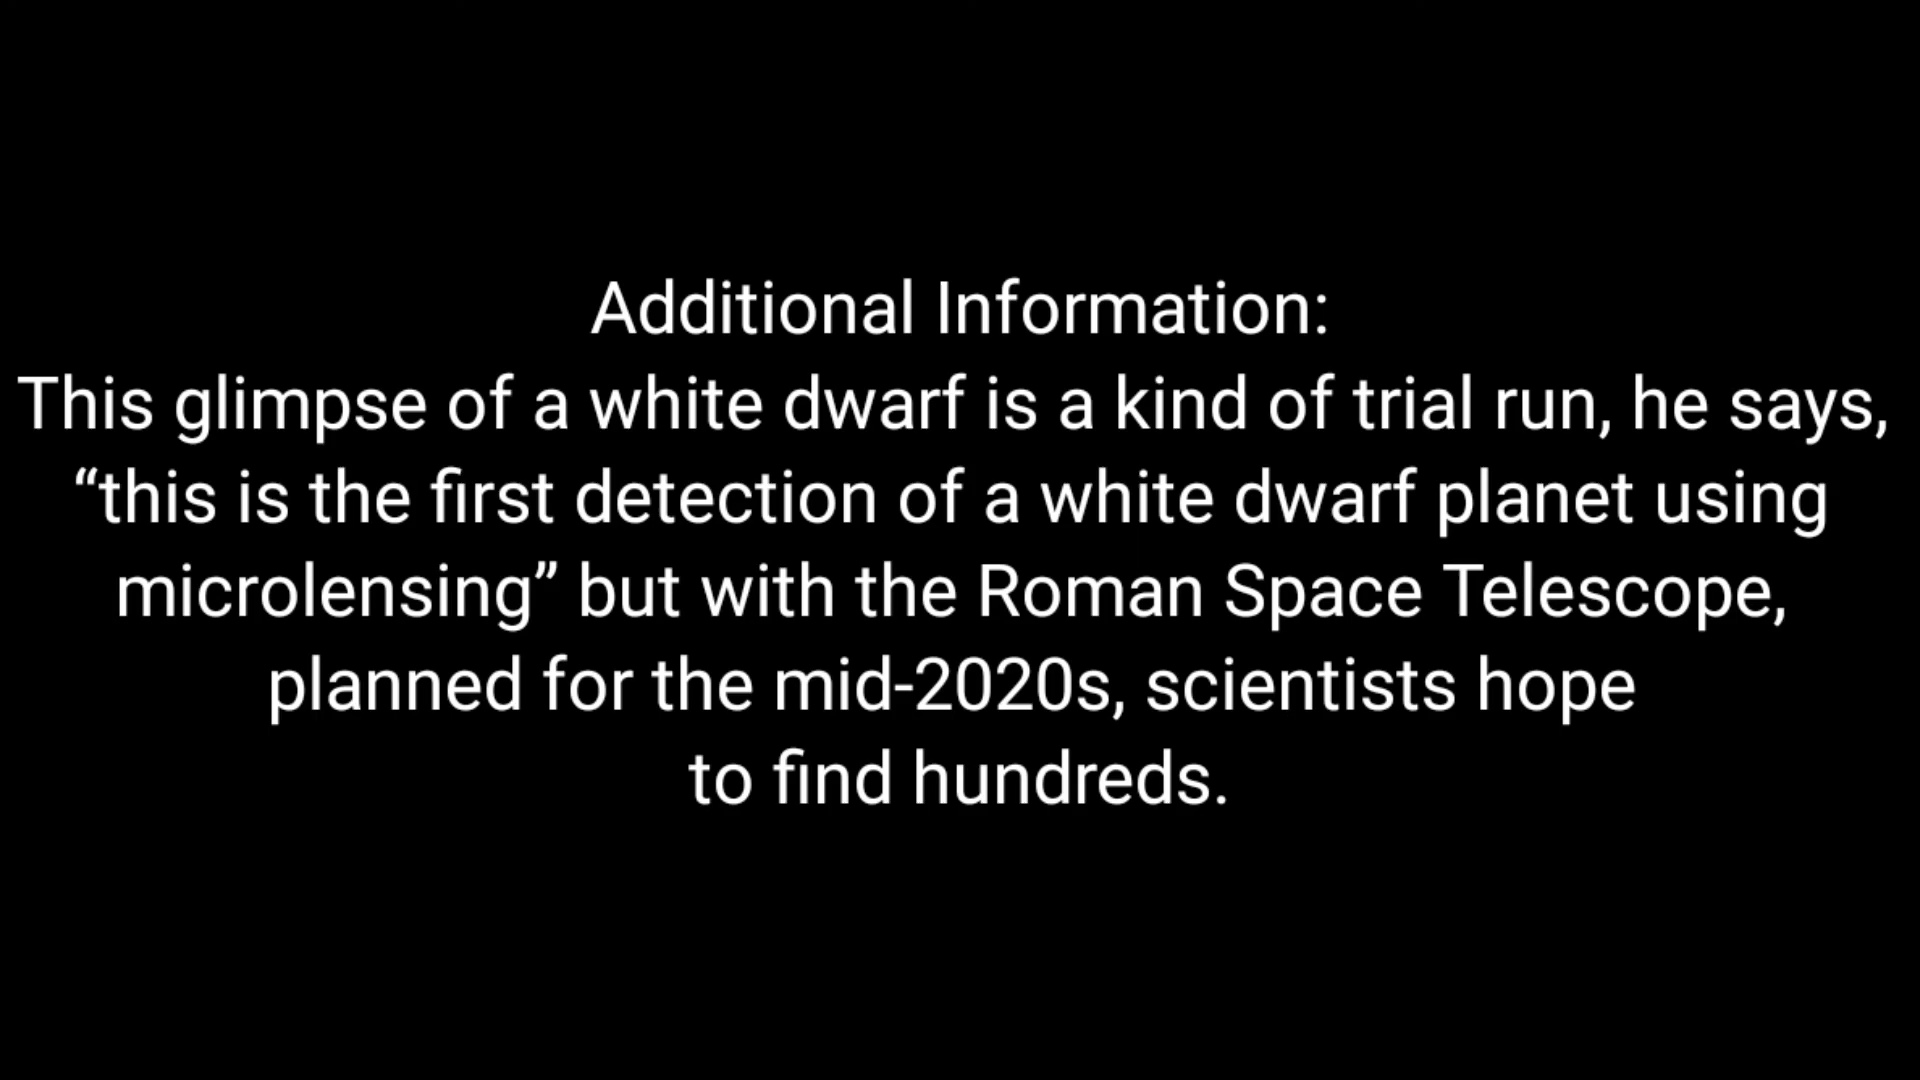 Additional Information:
This glimpse of a white dwarf is a kind of trial run, he says,
“this is the first detection of a white dwarf planet using
microlensing” but with the Roman Space Telescope,
planned for the mid-2020s, scientists hope
to find hundreds.